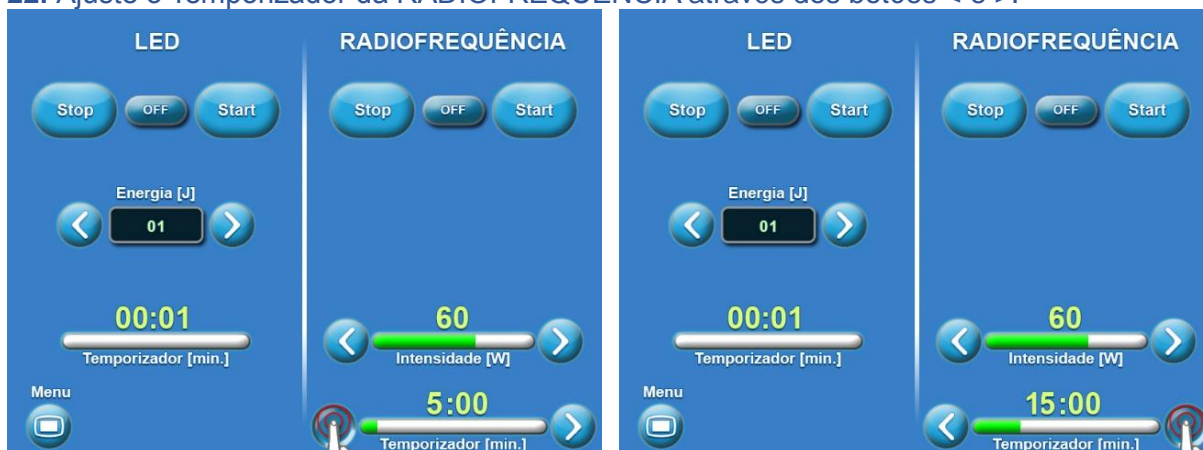 22. Ajuste o Temporizador da RADIOFREQUÊNCIA através dos botões < e >.
LED
Stop
OFF
Start
Energia [J]
01
00:01
Temporizador [min.]
Menu
RADIOFREQUÊNCIA
Stop
OFF
Start
60
Intensidade [W]
5:00
Temporizador [min.]
LED
Stop
OFF
Start
Energia [J]
01
00:01
Temporizador [min.]
Menu
RADIOFREQUÊNCIA
Stop
OFF
Start
60
Intensidade [W]
15:00
Temporizador [min.]